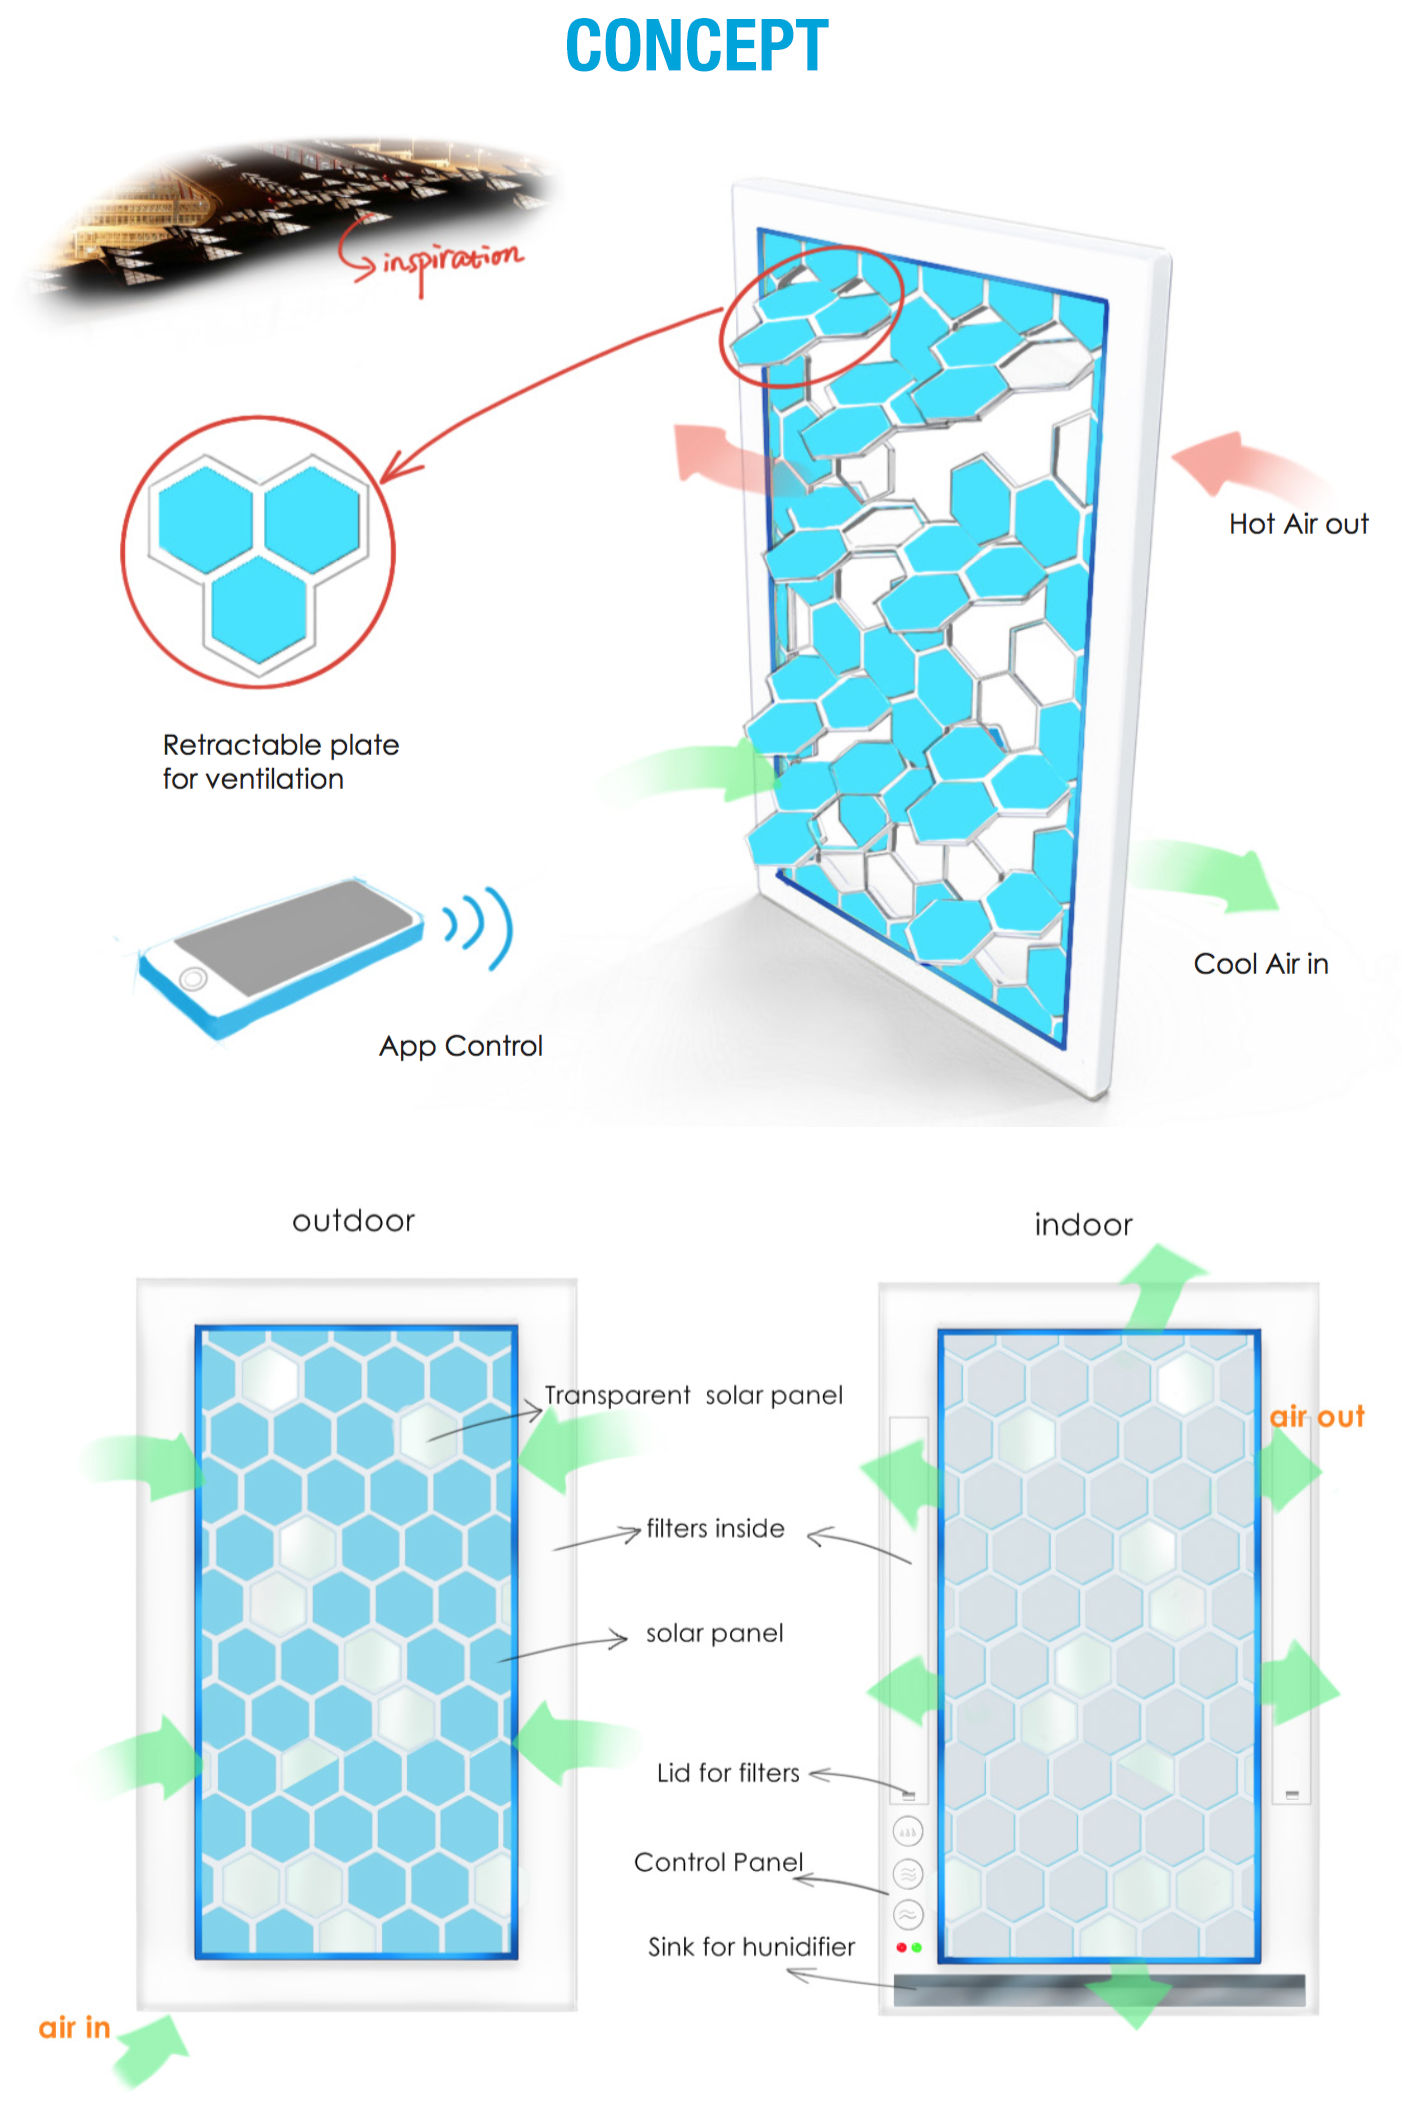 CONCEPT
inspiration
Hot Air out
Retractable plate
for ventilation
Cool Air in
App Control
outdoor
indoor
Transparent solar panel
air out
filters inside
solar panel
Lid for filters
Control Panel
Sink for hunidifier
air in